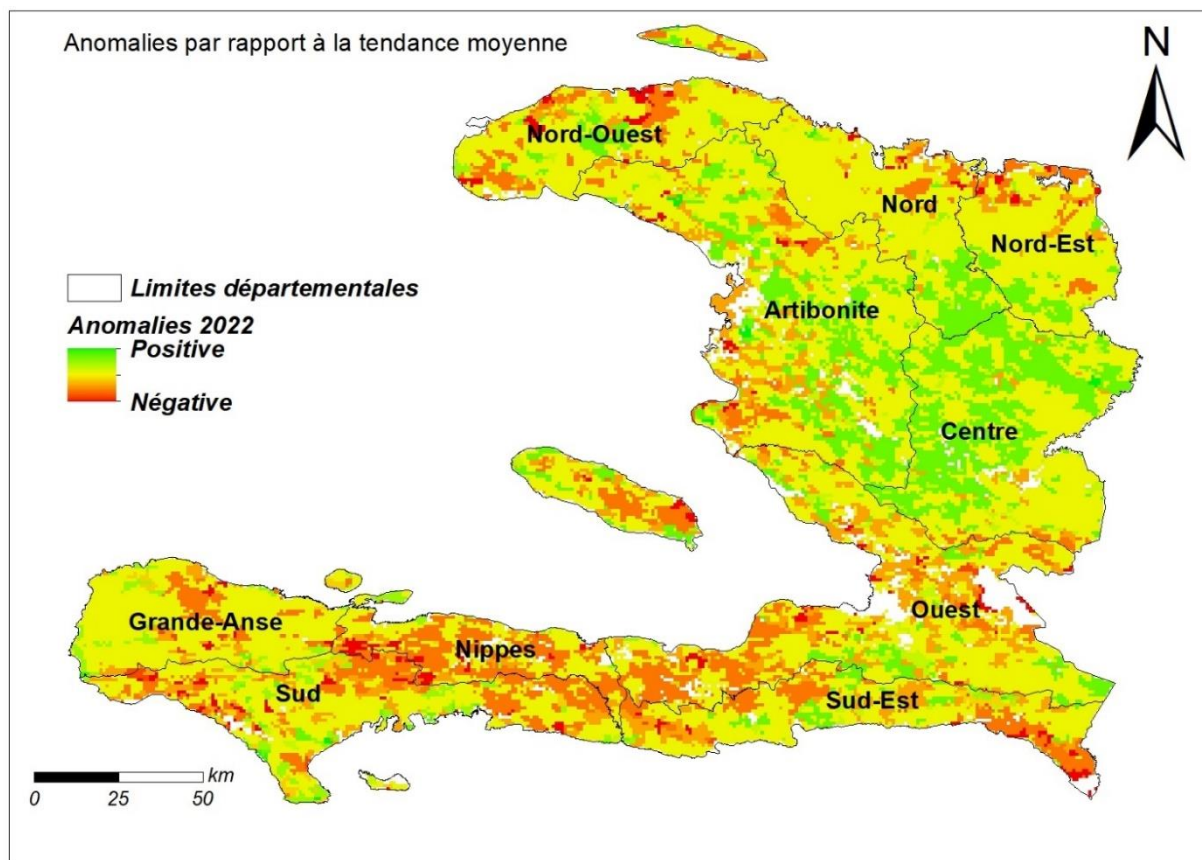 Anomalies par rapport à la tendance moyenne
N
Nord-Ouest
Nord
Nord-Est
Limites départementales
Anomalies 2022
Positive
Négative
Artibonite
Centre
Grande-Anse
Nippes
Ouest
Sud
Sud-Est
km
0 25 50